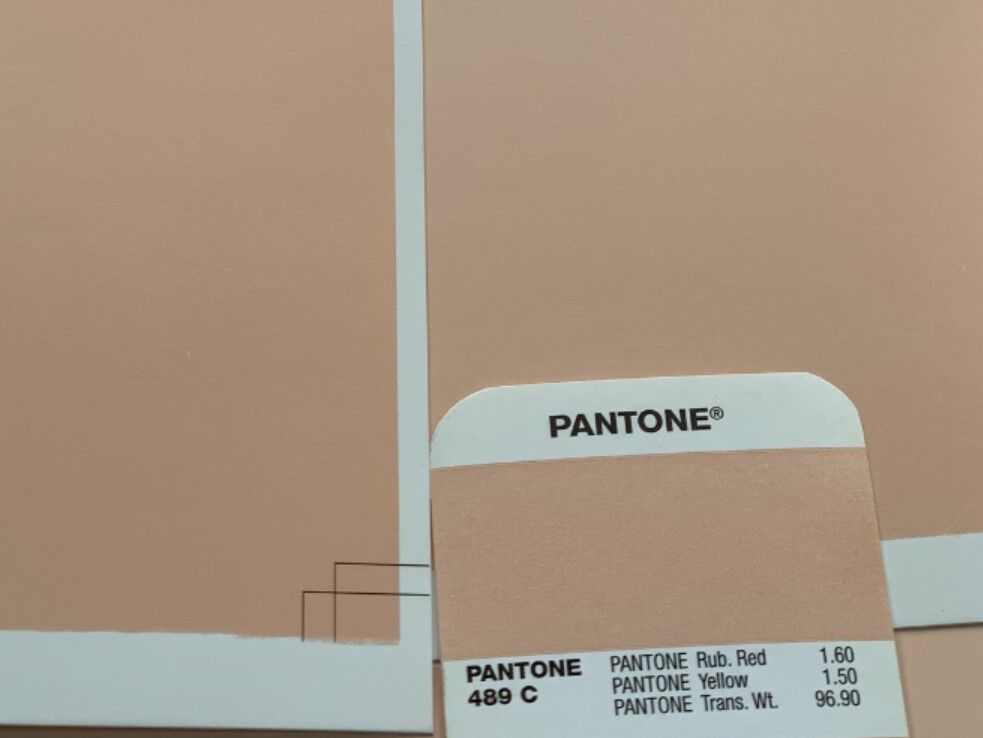 PANTONE®
PANTONE
489 C
PANTONE Rub. Red 1.60
PANTONE Yellow 1.50
PANTONE Trans. Wt. 96.90